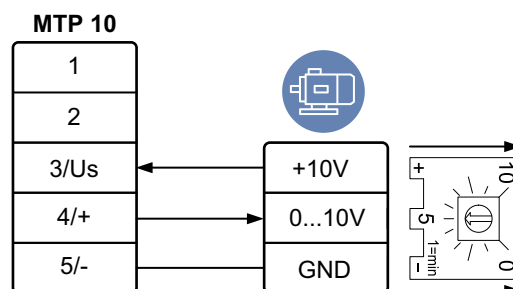 MTP 10
1
2
3/Us
4/+
5/-
+10V
0...10V
GND
+ 5 -
1=min
10
0